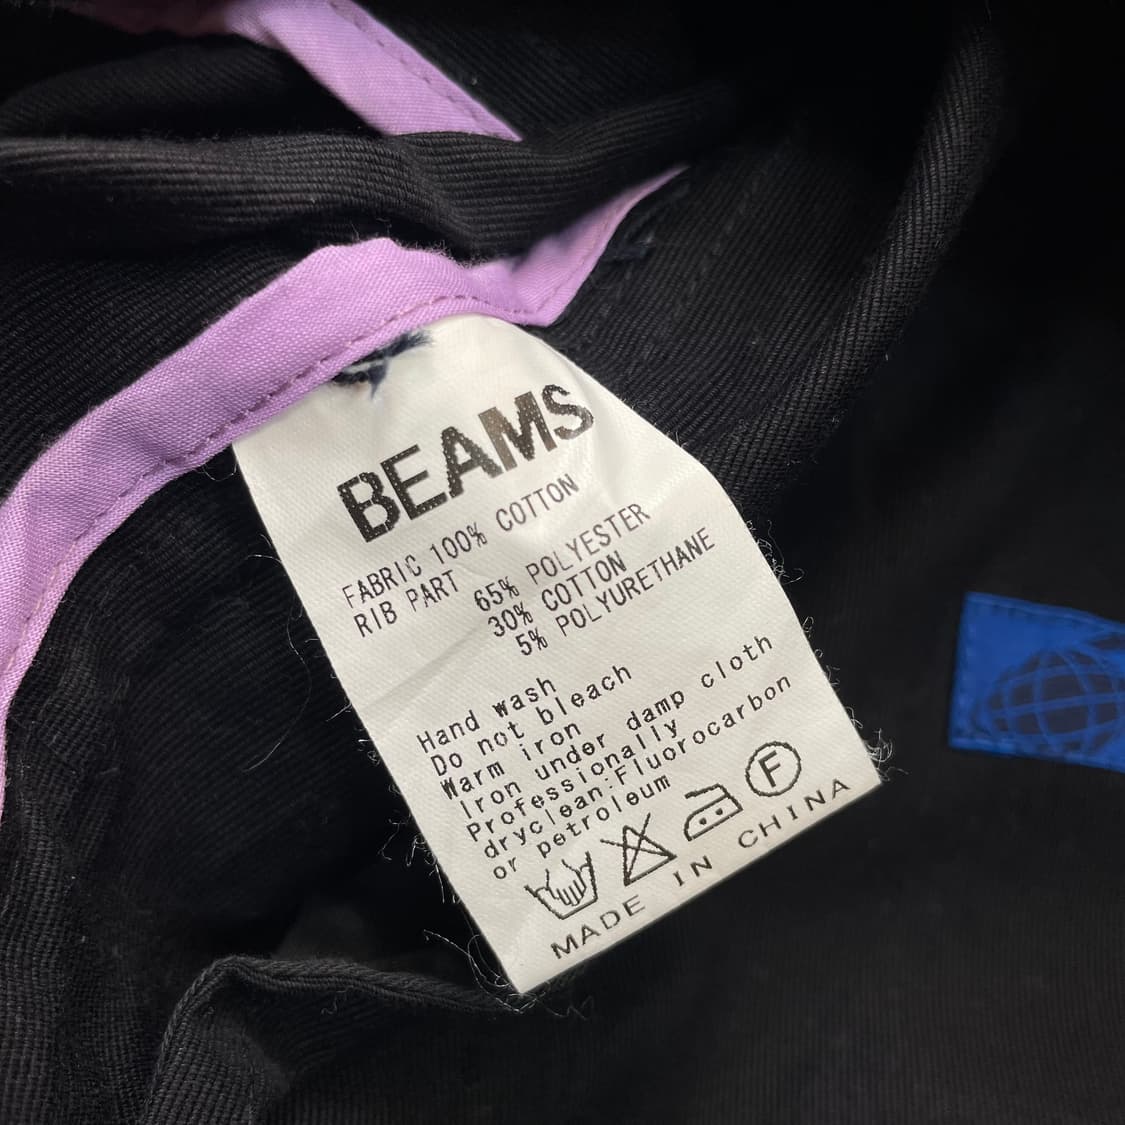 BEAMS
FABRIC 100% COTTON
RIB PART 65% POLYESTER
30% COTTON
5% POLYURETHANE
Hand wash
Do not bleach
Warm iron
Iron under damp cloth
Professionally
dryclean:Fluorocarbon
or petroleum
F
MADE IN CHINA